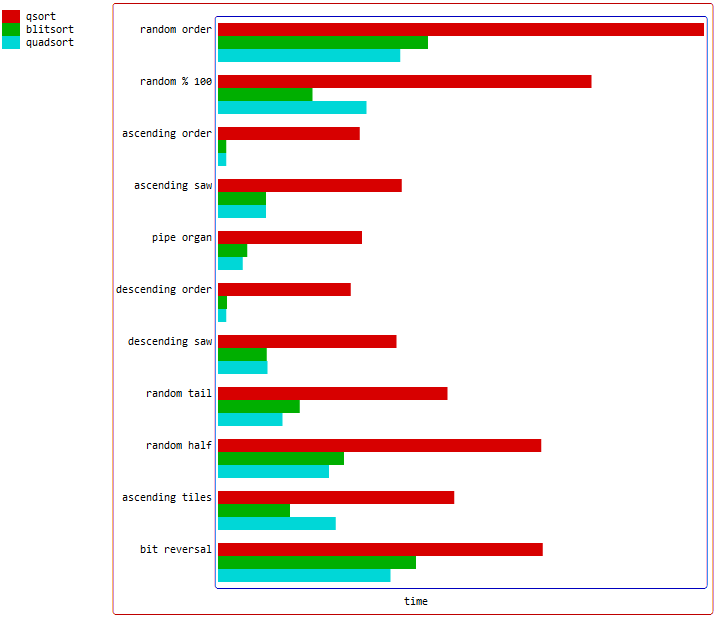 qsort
blitsort
quadsort
random order
random % 100
ascending order
ascending saw
pipe organ
descending order
descending saw
random tail
random half
ascending tiles
bit reversal
time